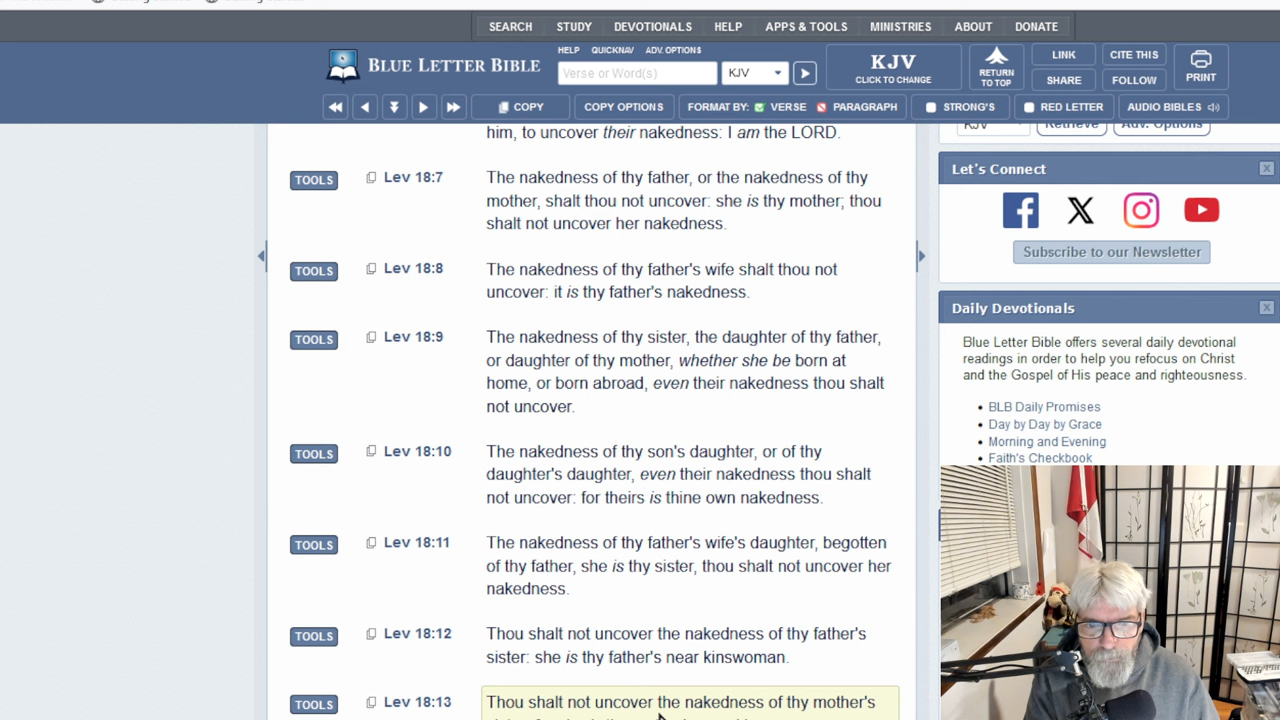 SEARCH STUDY DEVOTIONALS HELP APPS & TOOLS MINISTRIES ABOUT DONATE
BLUE LETTER BIBLE
HELP QUICKNAV ADV. OPTIONS
Verse or Word(s) KJV
KJV
CLICK TO CHANGE
RETURN
TO TOP
LINK CITE THIS
SHARE FOLLOW
PRINT
COPY COPY OPTIONS FORMAT BY: VERSE PARAGRAPH STRONG'S RED LETTER AUDIO BIBLES
him, to uncover their nakedness: I am the LORD.
TOOLS Lev 18:7 The nakedness of thy father, or the nakedness of thy
mother, shalt thou not uncover: she is thy mother; thou
shalt not uncover her nakedness.
TOOLS Lev 18:8 The nakedness of thy father's wife shalt thou not
uncover: it is thy father's nakedness.
TOOLS Lev 18:9 The nakedness of thy sister, the daughter of thy father,
or daughter of thy mother, whether she be born at
home, or born abroad, even their nakedness thou shalt
not uncover.
TOOLS Lev 18:10 The nakedness of thy son's daughter, or of thy
daughter's daughter, even their nakedness thou shalt
not uncover: for theirs is thine own nakedness.
TOOLS Lev 18:11 The nakedness of thy father's wife's daughter, begotten
of thy father, she is thy sister, thou shalt not uncover her
nakedness.
TOOLS Lev 18:12 Thou shalt not uncover the nakedness of thy father's
sister: she is thy father's near kinswoman.
TOOLS Lev 18:13 Thou shalt not uncover the nakedness of thy mother's
KJV Retrieve Adv. Options
Let's Connect
Subscribe to our Newsletter
Daily Devotionals
Blue Letter Bible offers several daily devotional
readings in order to help you refocus on Christ
and the Gospel of His peace and righteousness.
BLB Daily Promises
Day by Day by Grace
Morning and Evening
Faith's Checkbook